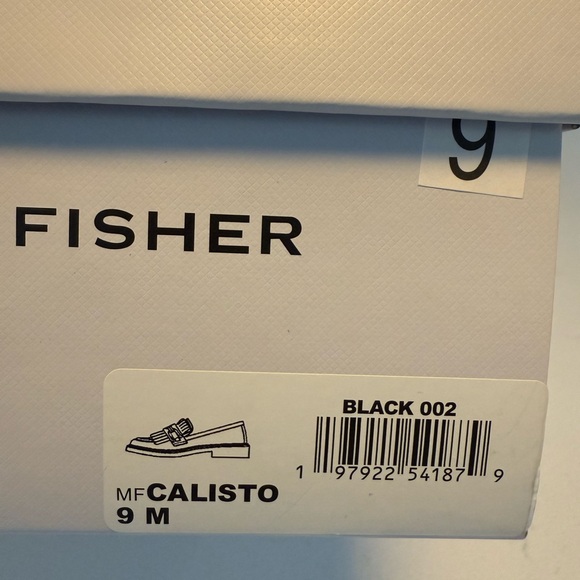 9
FISHER
BLACK 002
1 97922 54187 9
MFCALISTO
9 M